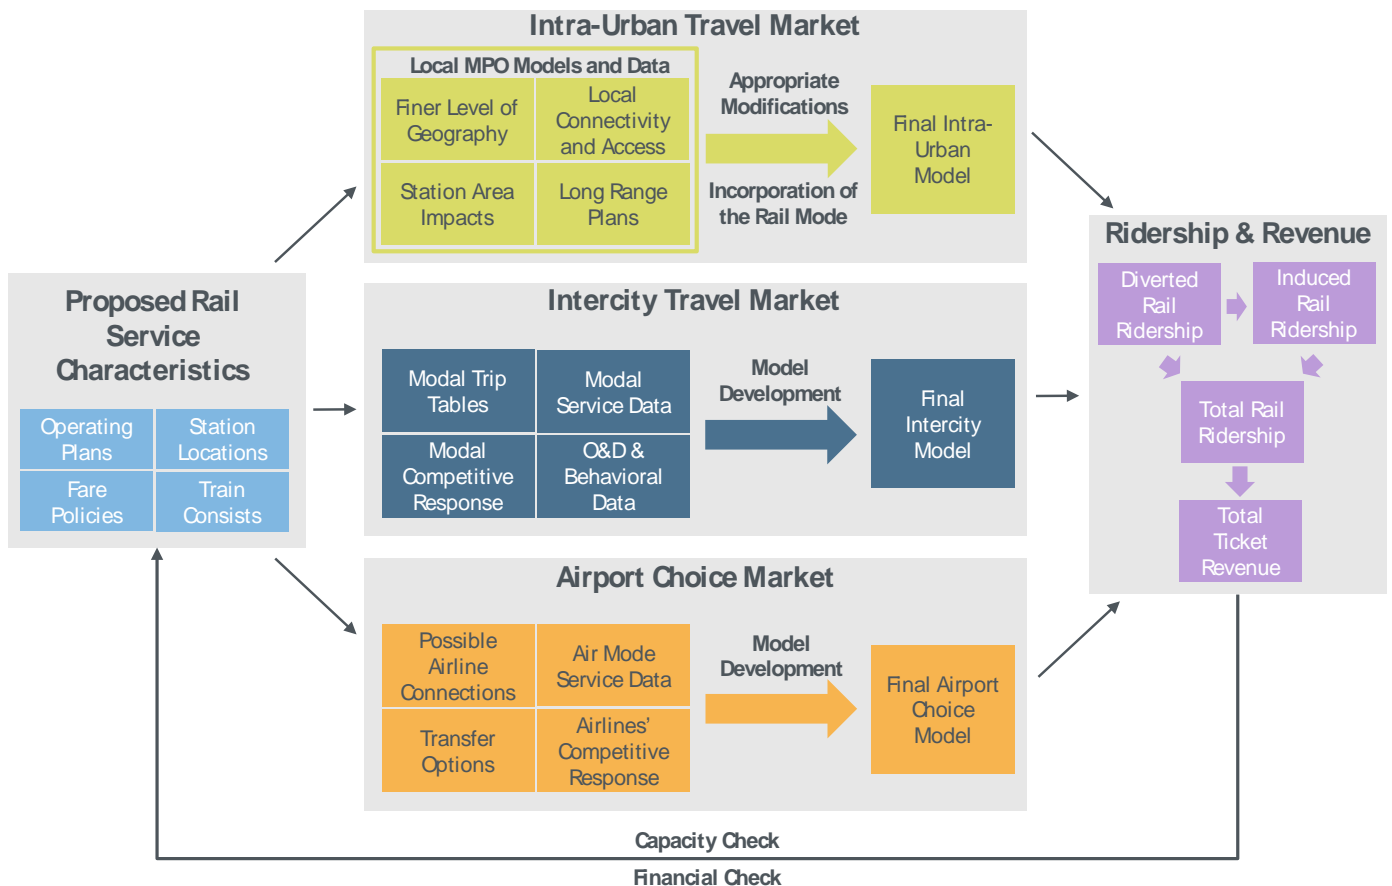 Intra-Urban Travel Market
Local MPO Models and Data
Finer Level of
Geography
Local
Connectivity
and Access
Station Area
Impacts
Long Range
Plans
Appropriate
Modifications
Incorporation of
the Rail Mode
Final Intra-
Urban
Model
Proposed Rail
Service
Characteristics
Operating
Plans
Station
Locations
Fare
Policies
Train
Consists
Intercity Travel Market
Modal Trip
Tables
Modal
Service Data
Modal
Competitive
Response
O&D &
Behavioral
Data
Model
Development
Final
Intercity
Model
Airport Choice Market
Possible
Airline
Connections
Air Mode
Service Data
Transfer
Options
Airlines’
Competitive
Response
Model
Development
Final Airport
Choice
Model
Ridership & Revenue
Diverted
Rail
Ridership
Induced
Rail
Ridership
Total Rail
Ridership
Total
Ticket
Revenue
Capacity Check
Financial Check